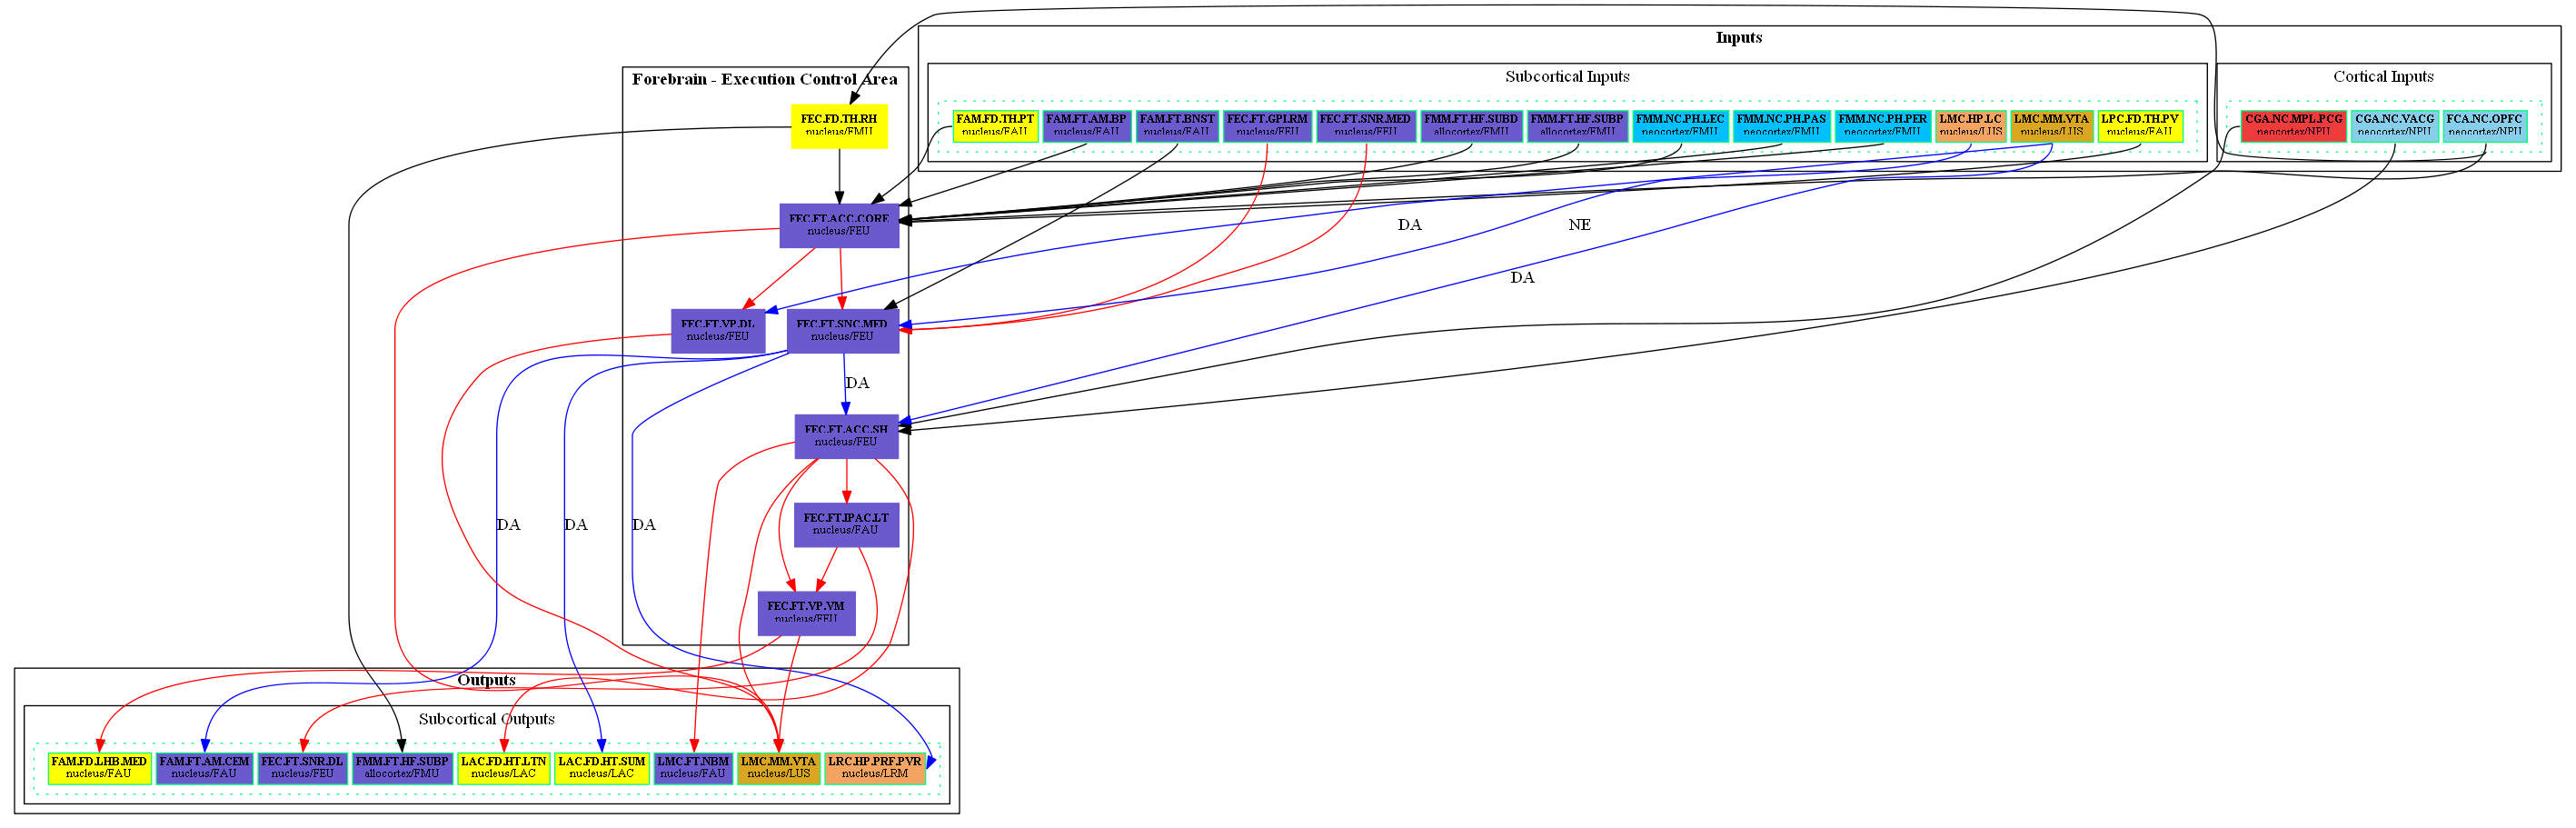 Inputs
Forebrain - Execution Control Area
Subcortical Inputs
Cortical Inputs
FEC.FD.TH.RH
nucleus/FMU
FAM.FD.TH.PT
nucleus/FAU
FAM.FT.AM.BP
nucleus/FAU
FAM.FT.BNST
nucleus/FAU
FEC.FT.GPI.RM
nucleus/FEU
FEC.FT.SNR.MED
nucleus/FEU
FMM.FT.HF.SUBD
allocortex/FMU
FMM.FT.HF.SUBP
allocortex/FMU
FMM.NC.PH.LEC
neocortex/FMU
FMM.NC.PH.PAS
neocortex/FMU
FMM.NC.PH.PER
neocortex/FMU
LMC.HP.LC
nucleus/LUS
LMC.MM.VTA
nucleus/LUS
LPC.FD.TH.PV
nucleus/FAU
CGA.NC.MPL.PCG
neocortex/NPU
CGA.NC.VACG
neocortex/NPU
FCA.NC.OPFC
neocortex/NPU
FEC.FT.ACC.CORE
nucleus/FEU
DA
NE
DA
FEC.FT.VP.DL
nucleus/FEU
FEC.FT.SNC.MED
nucleus/FEU
DA
FEC.FT.ACC.SH
nucleus/FEU
DA
DA
DA
FEC.FT.IPAC.LT
nucleus/FAU
FEC.FT.VP.VM
nucleus/FEU
Outputs
Subcortical Outputs
FAM.FD.LHB.MED
nucleus/FAU
FAM.FT.AM.CEM
nucleus/FAU
FEC.FT.SNR.DL
nucleus/FEU
FMM.FT.HF.SUBP
allocortex/FMU
LAC.FD.HT.LTN
nucleus/LAC
LAC.FD.HT.SUM
nucleus/LAC
LMC.FT.NBM
nucleus/FAU
LMC.MM.VTA
nucleus/LUS
LRC.HP.PRF.PVR
nucleus/LRM